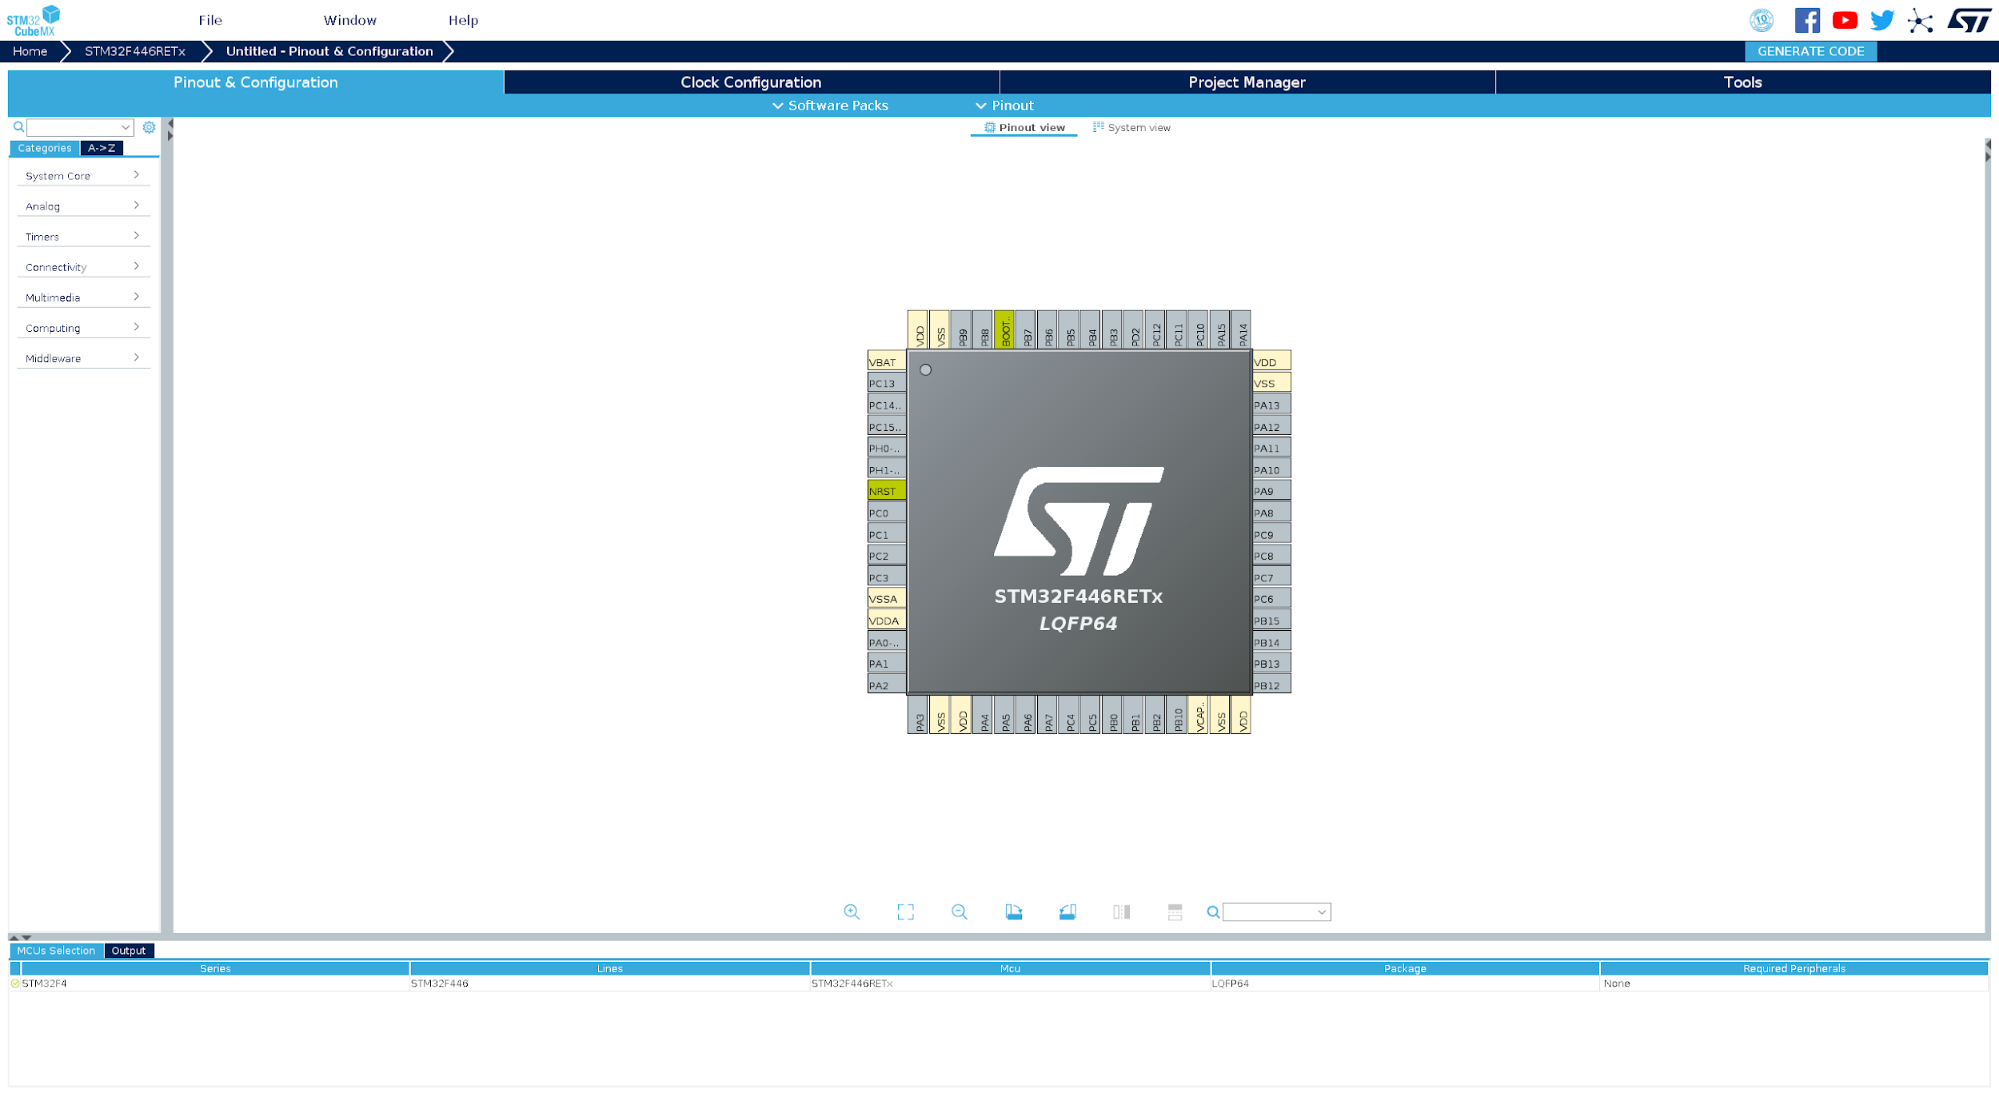 STM32
CubeMX
File
Window
Help
10
Home
STM32F446RETx
Untitled - Pinout & Configuration
GENERATE CODE
Pinout & Configuration
Clock Configuration
Project Manager
Tools
Software Packs
Pinout
Pinout view
System view
Categories
A->Z
System Core
Analog
Timers
Connectivity
Multimedia
Computing
Middleware
VDD
VSS
PB9
PB8
BOOT..
PB7
PB6
PB5
PB4
PB3
PD2
PC12
PC11
PC10
PA15
PA14
VBAT
PC13
PC14..
PC15..
PH0-..
PH1-..
NRST
PC0
PC1
PC2
PC3
VSSA
VDDA
PA0-..
PA1
PA2
VDD
VSS
PA13
PA12
PA11
PA10
PA9
PA8
PC9
PC8
PC7
PC6
PB15
PB14
PB13
PB12
ST
STM32F446RETx
LQFP64
PA3
VSS
VDD
PA4
PA5
PA6
PA7
PC4
PC5
PB0
PB1
PB2
PB10
VCAP..
VSS
VDD
MCUs Selection
Output
Series
Lines
Mcu
Package
Required Peripherals
STM32F4
STM32F446
STM32F446RETx
LQFP64
None